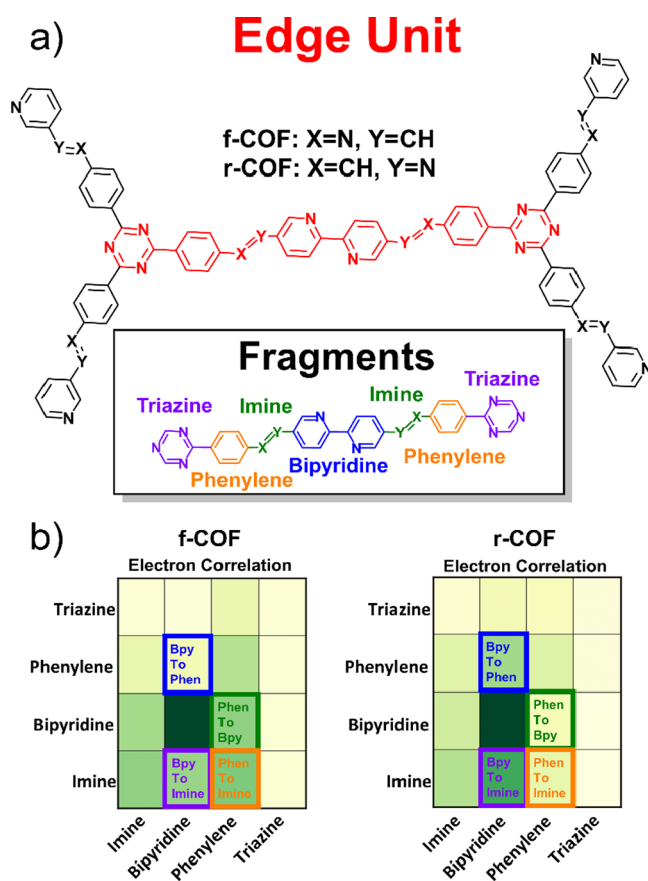 a)
Edge Unit
f-COF: X=N, Y=CH
r-COF: X=CH, Y=N
N
N
Y=X
Y
X
N N
N
X
Y
N
N
Y
X
N N
N
X
Y
X=Y
N
N
Fragments
Triazine
Imine
Imine
Triazine
N
N
N
X
Y
N
N
Y
X
N
N
N
Phenylene
Bipyridine
Phenylene
b)
f-COF
Electron Correlation
Triazine
Phenylene
Bipyridine
Imine
Bpy
To
Phen
Phen
To
Bpy
Bpy
To
Imine
Phen
To
Imine
Imine
Bipyridine
Phenylene
Triazine
r-COF
Electron Correlation
Triazine
Phenylene
Bipyridine
Imine
Bpy
To
Phen
Phen
To
Bpy
Bpy
To
Imine
Phen
To
Imine
Imine
Bipyridine
Phenylene
Triazine